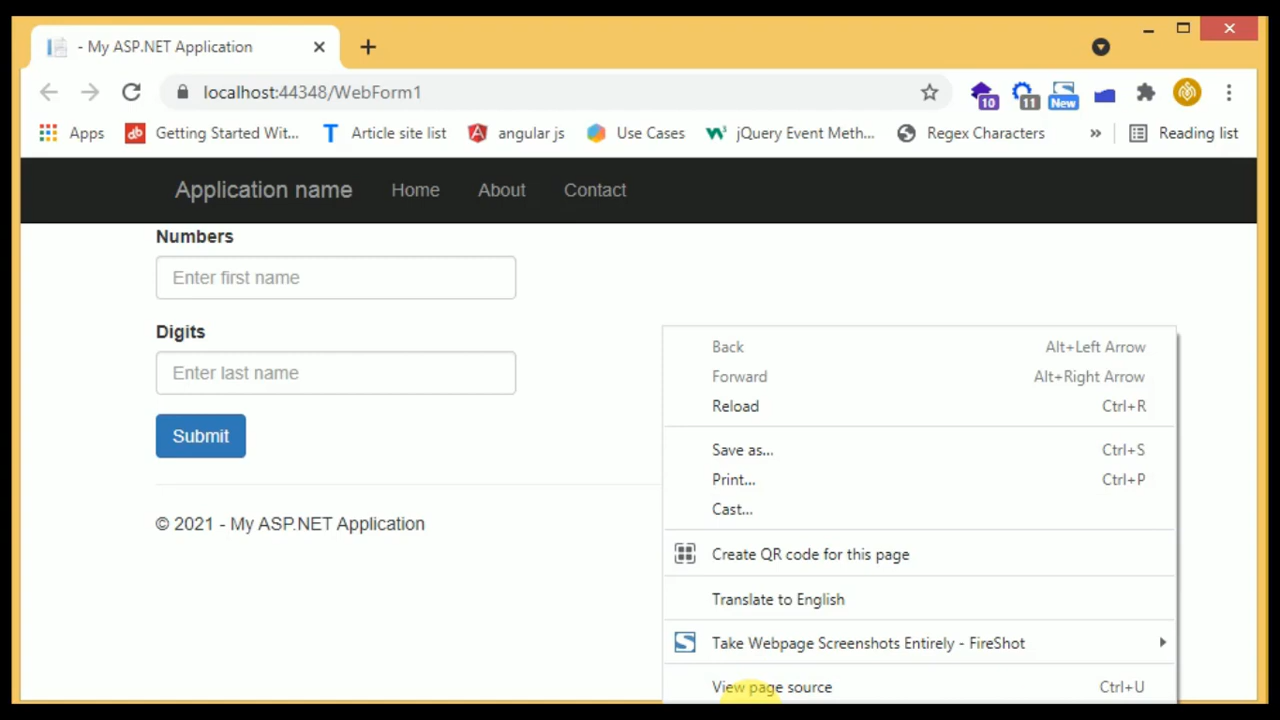 - My ASP.NET Application
localhost:44348/WebForm1
10
11
New
Apps
Getting Started Wit...
Article site list
angular js
Use Cases
jQuery Event Meth...
Regex Characters
»
Reading list
Application name
Home
About
Contact
Numbers
Enter first name
Digits
Enter last name
Submit
© 2021 - My ASP.NET Application
Back Alt+Left Arrow
Forward Alt+Right Arrow
Reload Ctrl+R
Save as... Ctrl+S
Print... Ctrl+P
Cast...
Create QR code for this page
Translate to English
Take Webpage Screenshots Entirely - FireShot
View page source Ctrl+U